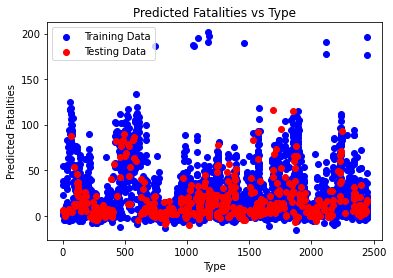 Predicted Fatalities vs Type
Training Data
Testing Data
Predicted Fatalities
200
150
100
50
0
0 500 1000 1500 2000 2500
Type